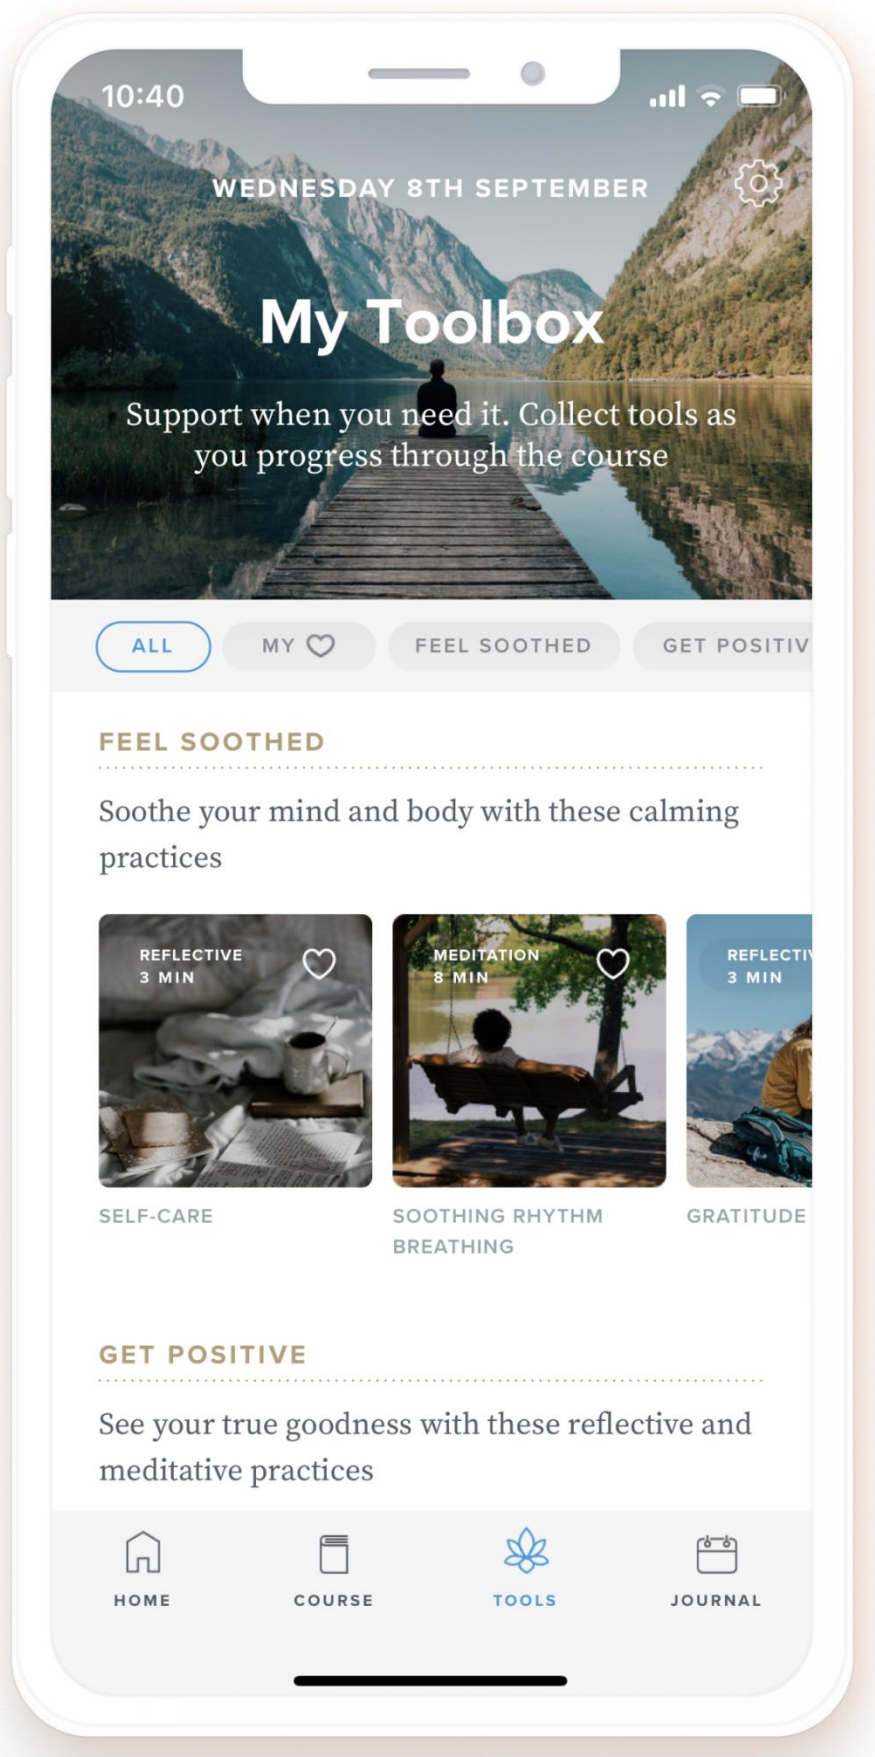 10:40
WEDNESDAY 8TH SEPTEMBER
My Toolbox
Support when you need it. Collect tools as
you progress through the course
ALL
MY
FEEL SOOTHED
GET POSITIV
FEEL SOOTHED
Soothe your mind and body with these calming
practices
REFLECTIVE
3 MIN
MEDITATION
8 MIN
REFLECTIV
3 MIN
SELF-CARE
SOOTHING RHYTHM
BREATHING
GRATITUDE
GET POSITIVE
See your true goodness with these reflective and
meditative practices
HOME
COURSE
TOOLS
JOURNAL